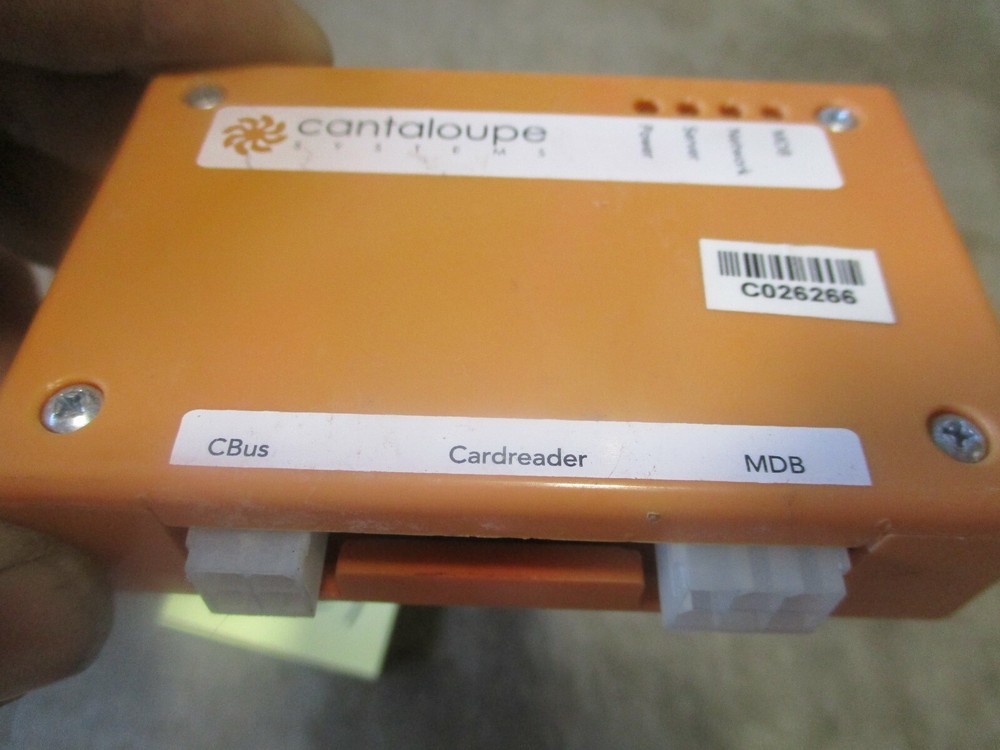 cantaloupe
SYSTEMS
Power
Server
Network
MDB
C026266
CBus
Cardreader
MDB